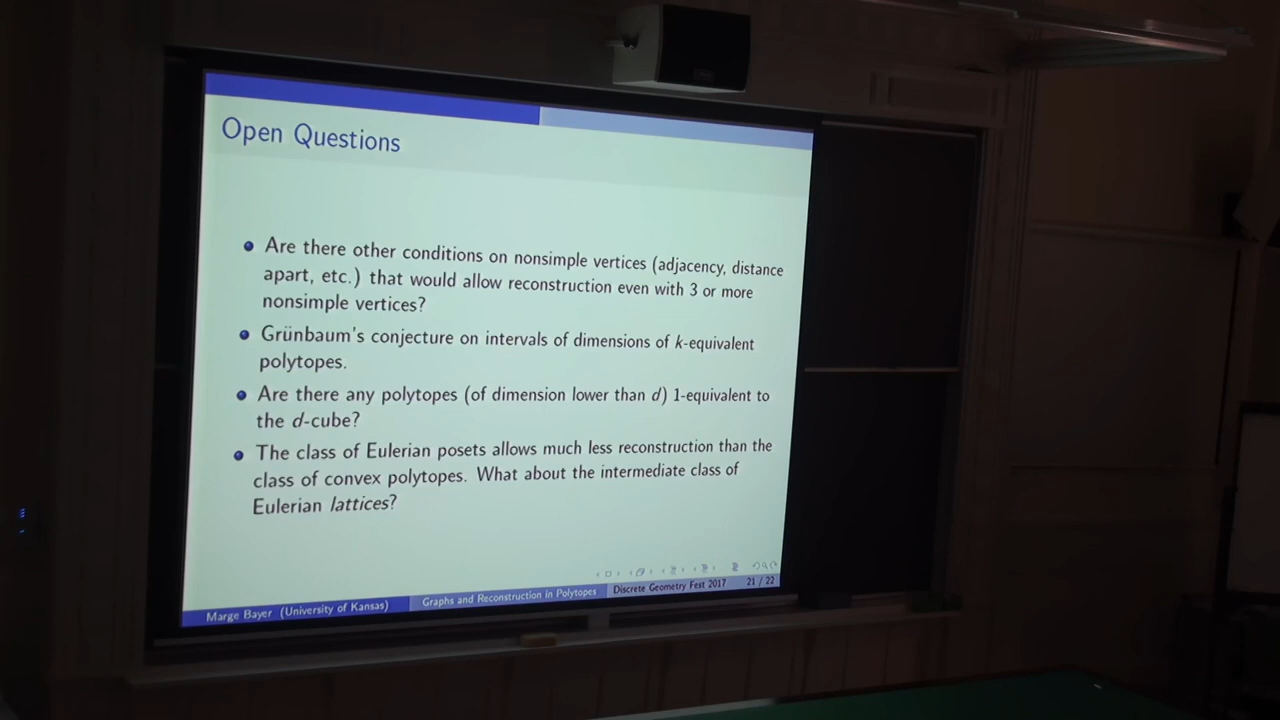 Open Questions
Are there other conditions on nonsimple vertices (adjacency, distance
apart, etc.) that would allow reconstruction even with 3 or more
nonsimple vertices?
Grünbaum's conjecture on intervals of dimensions of k-equivalent
polytopes.
Are there any polytopes (of dimension lower than d) 1-equivalent to
the d-cube?
The class of Eulerian posets allows much less reconstruction than the
class of convex polytopes. What about the intermediate class of
Eulerian lattices?
Marge Bayer (University of Kansas) Graphs and Reconstruction in Polytopes Discrete Geometry Fest 2017 21 / 22